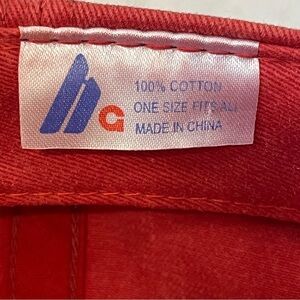 G
100% COTTON
ONE SIZE FITS ALL
MADE IN CHINA